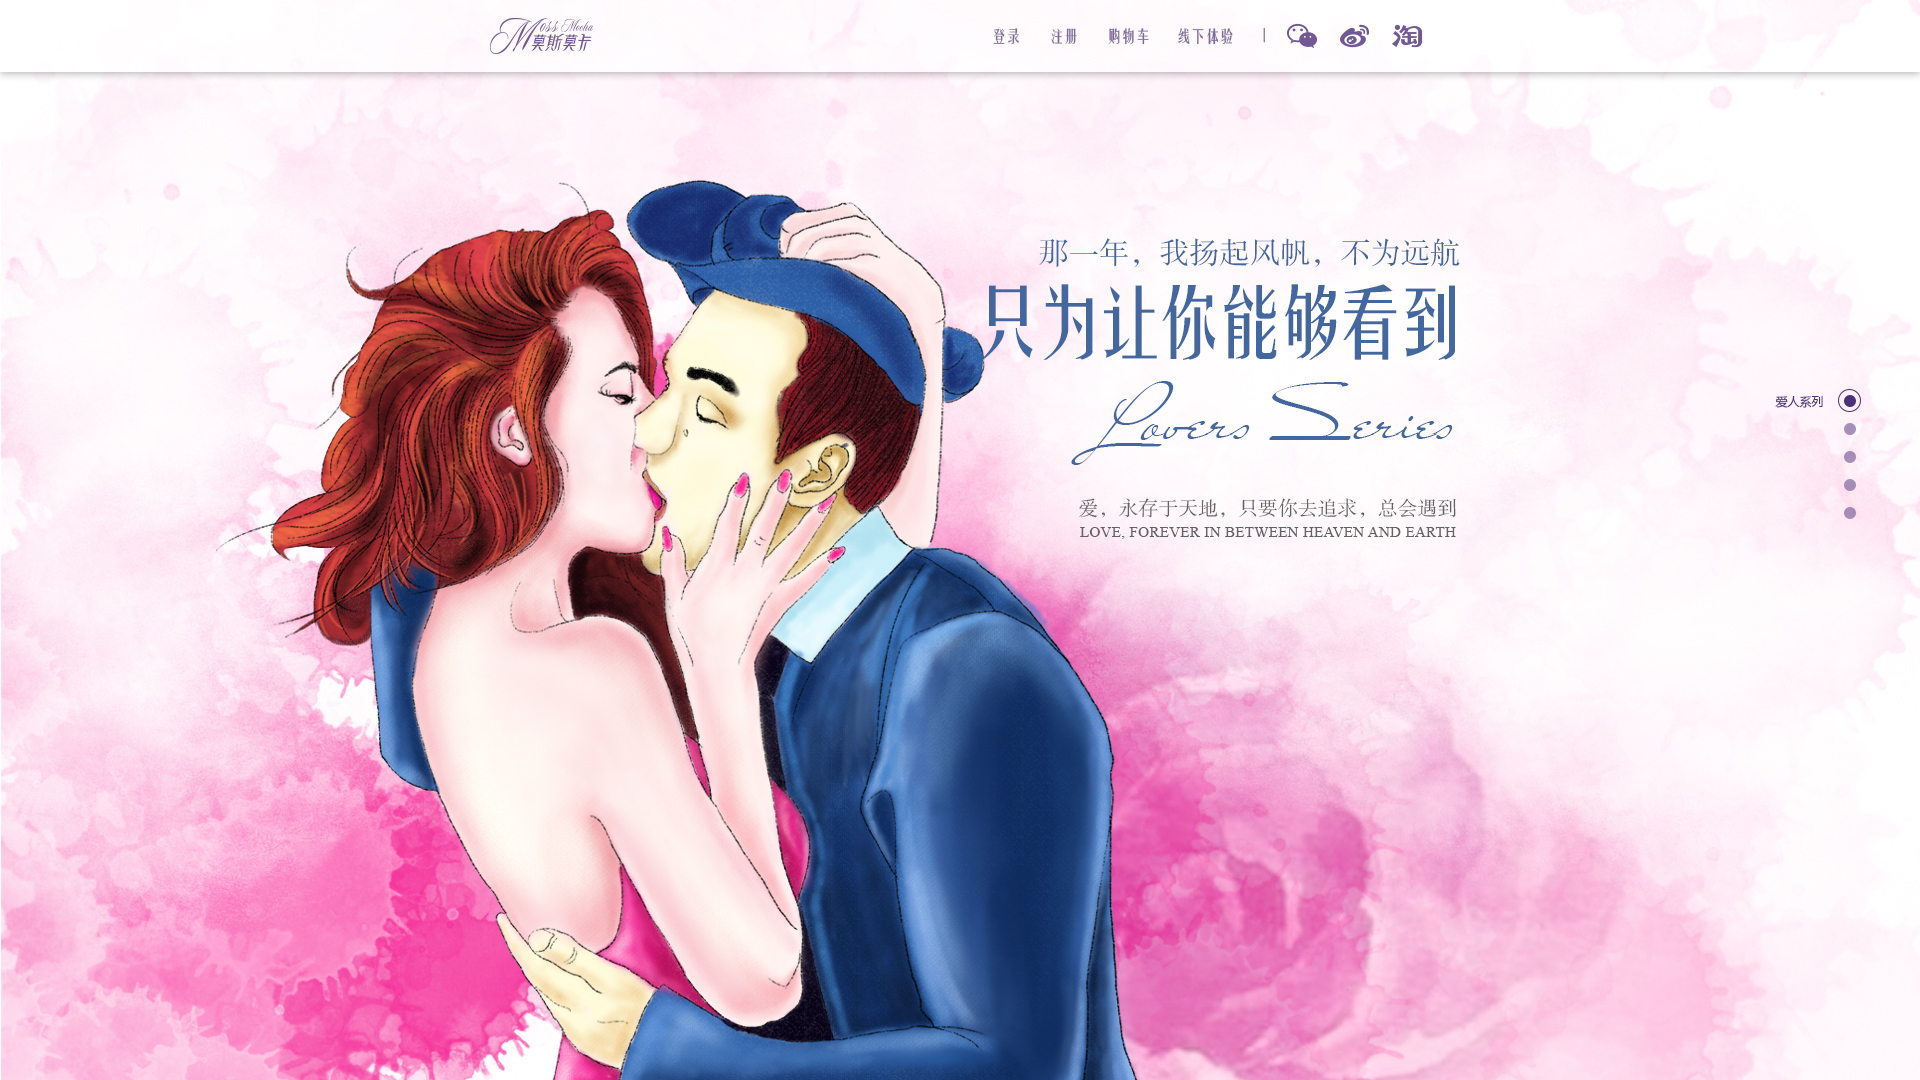 Moss Mocha
莫斯莫卡
登录 注册 购物车 线下体验 | 淘
那一年，我扬起风帆，不为远航
只为让你能够看到
Lovers Series
爱人系列
爱，永存于天地，只要你去追求，总会遇到
LOVE, FOREVER IN BETWEEN HEAVEN AND EARTH